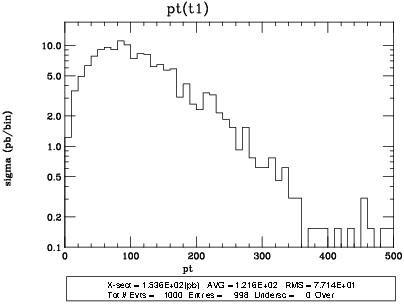 pt(t1)
10.0
5.0
2.0
1.0
0.5
0.2
0.1
sigma (pb/bin)
0 100 200 300 400 500
pt
X-sect = 1.536E+02(pb) AVG = 1.216E+02 RMS = 7.714E+01
Tot # Evts = 1000 Entries = 998 Undersc = 0 Over